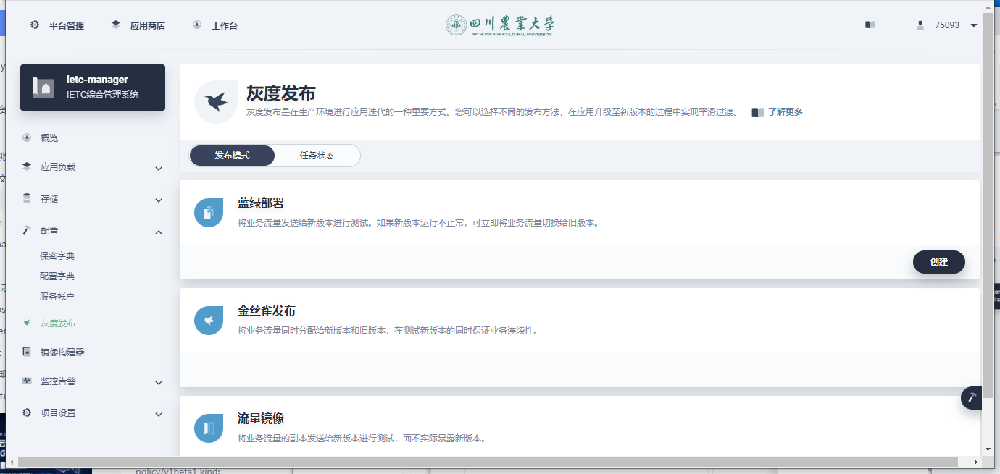 平台管理
应用商店
工作台
四川農業大学
SICHUAN AGRICULTURAL UNIVERSITY
75093
ietc-manager
IETC综合管理系统
概览
应用负载
存储
配置
保密字典
配置字典
服务帐户
灰度发布
镜像构建器
监控告警
项目设置
灰度发布
灰度发布是在生产环境进行应用迭代的一种重要方式。您可以选择不同的发布方法，在应用升级至新版本的过程中实现平滑过渡。 了解更多
发布模式
任务状态
蓝绿部署
将业务流量发送给新版本进行测试。如果新版本运行不正常，可立即将业务流量切换给旧版本。
创建
金丝雀发布
将业务流量同时分配给新版本和旧版本，在测试新版本的同时保证业务连续性。
流量镜像
将业务流量的副本发送给新版本进行测试，而不实际暴露新版本。
policy/v1beta1 kind: